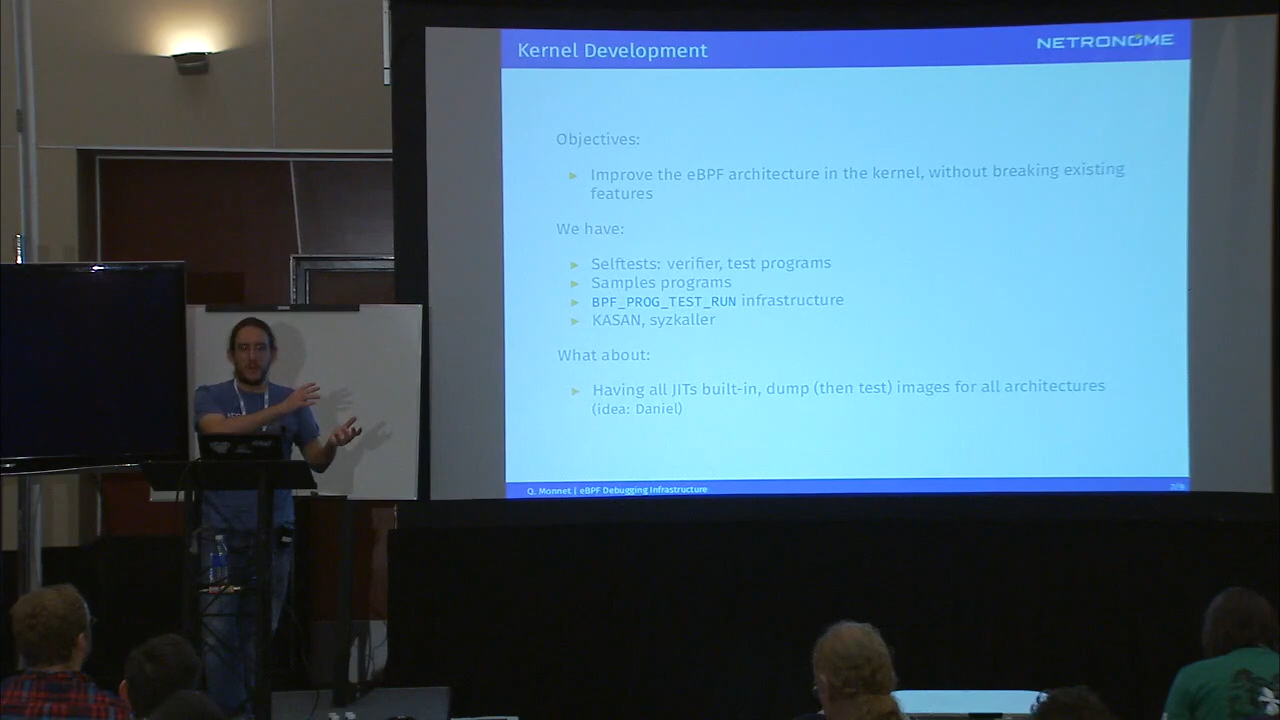 Kernel Development
NETRONOME
Objectives:
Improve the eBPF architecture in the kernel, without breaking existing
features
We have:
Selftests: verifier, test programs
Samples programs
BPF_PROG_TEST_RUN infrastructure
KASAN, syzkaller
What about:
Having all JITs built-in, dump (then test) images for all architectures
(idea: Daniel)
Q. Monnet | eBPF Debugging Infrastructure